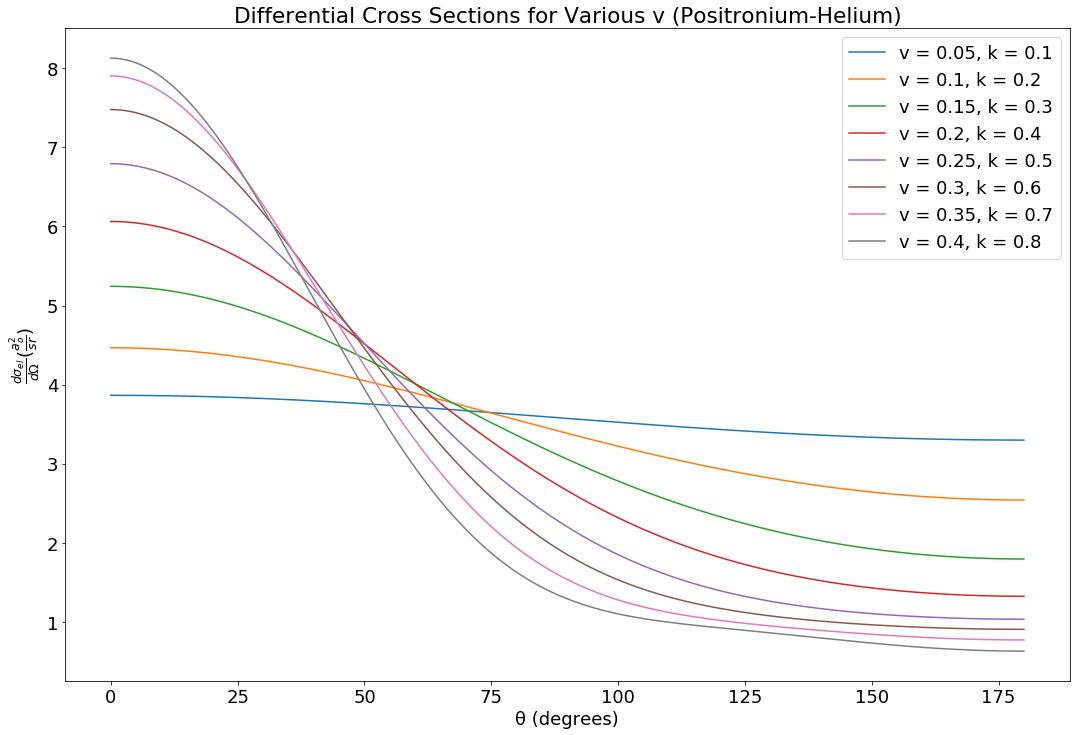 Differential Cross Sections for Various v (Positronium-Helium)
v = 0.05, k = 0.1
v = 0.1, k = 0.2
v = 0.15, k = 0.3
v = 0.2, k = 0.4
v = 0.25, k = 0.5
v = 0.3, k = 0.6
v = 0.35, k = 0.7
v = 0.4, k = 0.8
8
7
6
5
4
3
2
1
dσ_el/dΩ (a_o^2/sr)
0 25 50 75 100 125 150 175
θ (degrees)